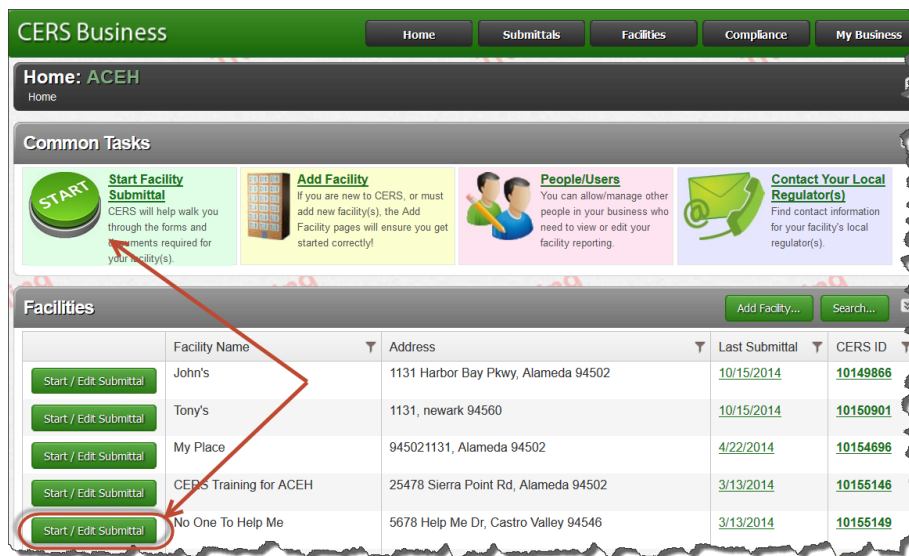 CERS Business
Home Submittals Facilities Compliance My Business
Home: ACEH
Home
Common Tasks
START
Start Facility
Submittal
CERS will help walk you
through the forms and
documents required for
your facility(s).
Add Facility
If you are new to CERS, or must
add new facility(s), the Add
Facility pages will ensure you get
started correctly!
People/Users
You can allow/manage other
people in your business who
need to view or edit your
facility reporting.
Contact Your Local
Regulator(s)
Find contact information
for your facility's local
regulator(s).
Facilities
Add Facility... Search...
Facility Name Address Last Submittal CERS ID
Start / Edit Submittal John's 1131 Harbor Bay Pkwy, Alameda 94502 10/15/2014 10149866
Start / Edit Submittal Tony's 1131, newark 94560 10/15/2014 10150901
Start / Edit Submittal My Place 945021131, Alameda 94502 4/22/2014 10154696
Start / Edit Submittal CERS Training for ACEH 25478 Sierra Point Rd, Alameda 94502 3/13/2014 10155146
Start / Edit Submittal No One To Help Me 5678 Help Me Dr, Castro Valley 94546 3/13/2014 10155149